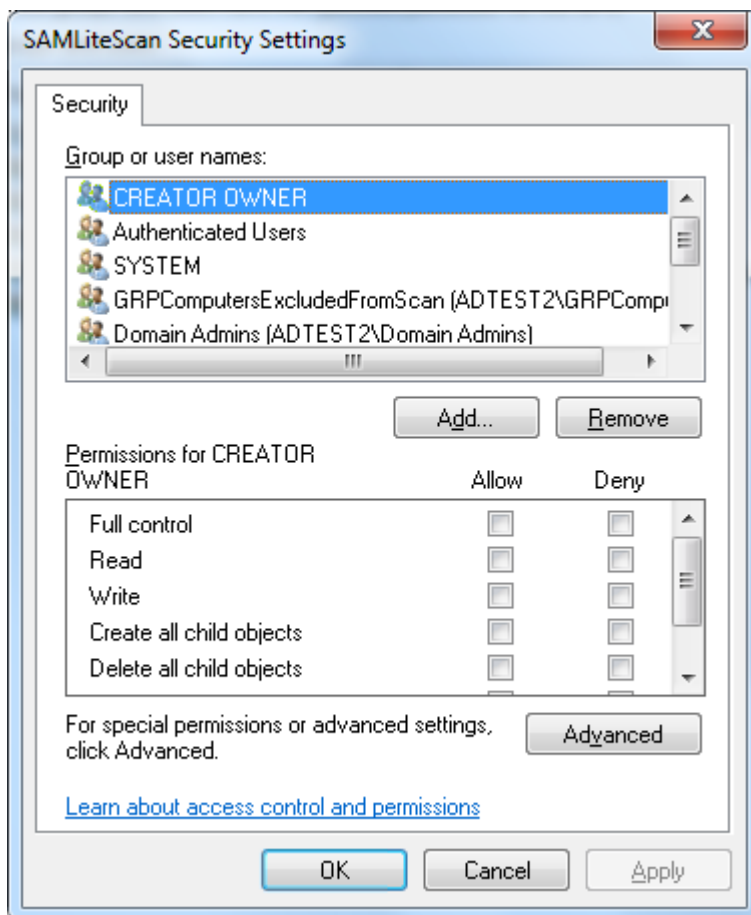 SAMLiteScan Security Settings
Security
Group or user names:
CREATOR OWNER
Authenticated Users
SYSTEM
GRPComputersExcludedFromScan (ADTEST2\GRPCompu
Domain Admins (ADTEST2\Domain Admins)
Add... Remove
Permissions for CREATOR
OWNER Allow Deny
Full control
Read
Write
Create all child objects
Delete all child objects
For special permissions or advanced settings,
click Advanced. Advanced
Learn about access control and permissions
OK Cancel Apply